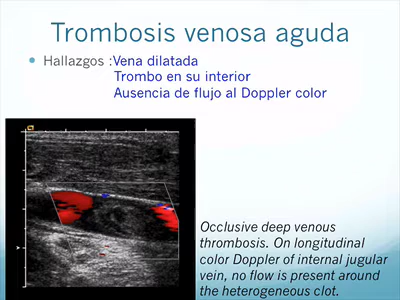 Trombosis venosa aguda
Hallazgos :Vena dilatada
Trombo en su interior
Ausencia de flujo al Doppler color
Occlusive deep venous
thrombosis. On longitudinal
color Doppler of internal jugular
vein, no flow is present around
the heterogeneous clot.